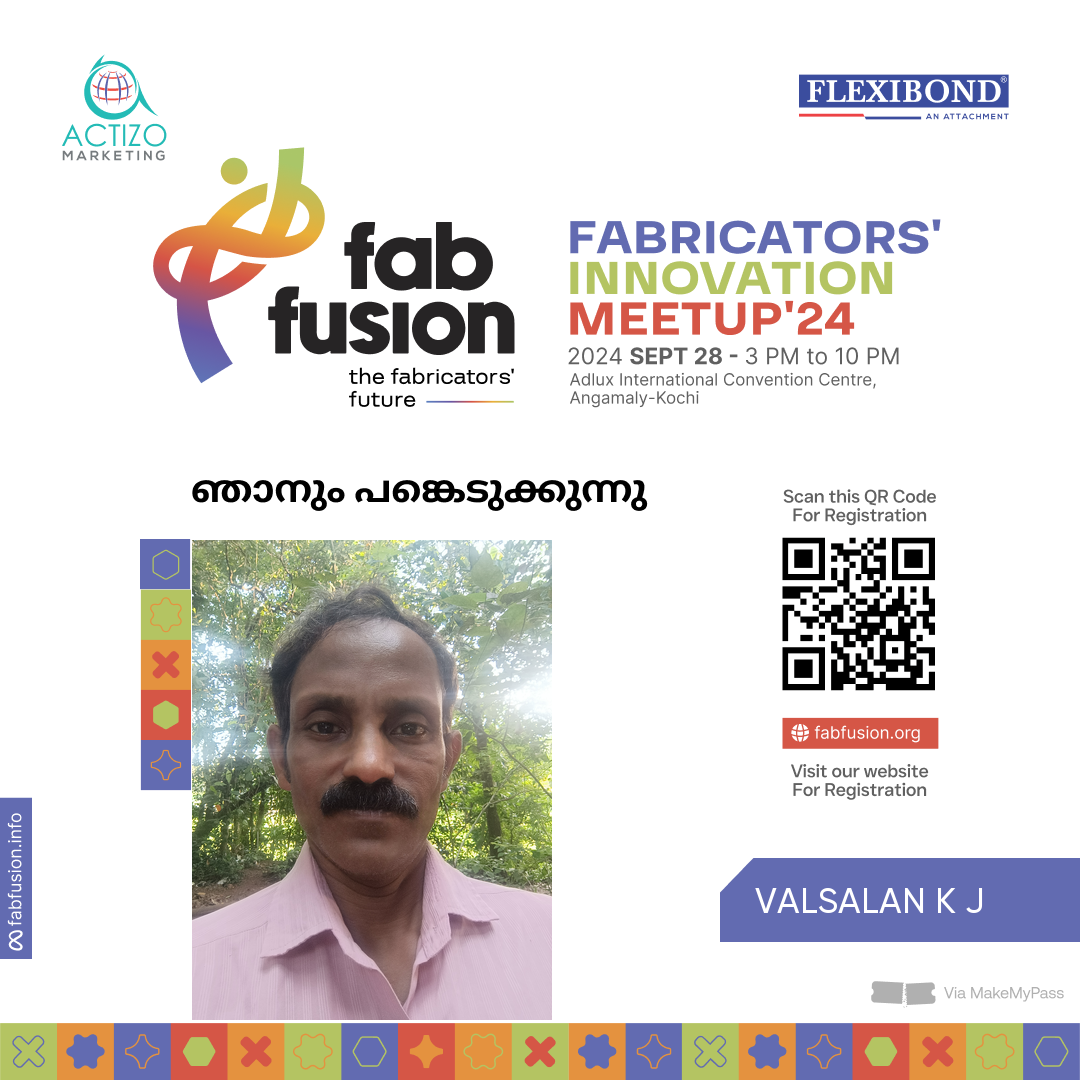 ACTIZO
MARKETING
FLEXIBOND®
AN ATTACHMENT
fab
fusion
the fabricators'
future
FABRICATORS'
INNOVATION
MEETUP'24
2024 SEPT 28 - 3 PM to 10 PM
Adlux International Convention Centre,
Angamaly-Kochi
ഞാനും പങ്കെടുക്കുന്നു
Scan this QR Code
For Registration
fabfusion.org
Visit our website
For Registration
fabfusion.info
VALSALAN K J
Via MakeMyPass